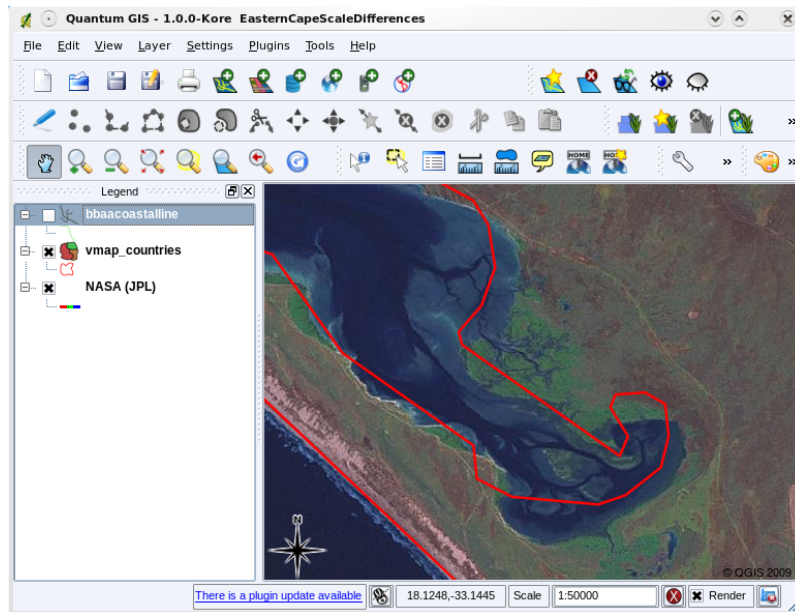 Quantum GIS - 1.0.0-Kore EasternCapeScaleDifferences
File Edit View Layer Settings Plugins Tools Help
HOME
Legend
bbaacoastalline
vmap_countries
NASA (JPL)
N
© QGIS 2009
There is a plugin update available 18.1248,-33.1445 Scale 1:50000 Render